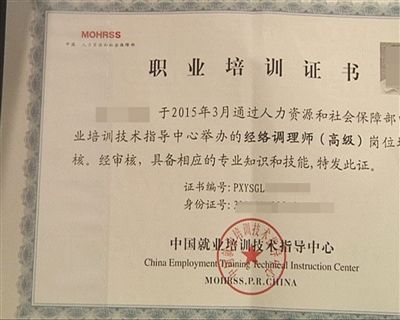 MOHRSS
职业培训证书
于2015年3月通过人力资源和社会保障部
业培训技术指导中心举办的经络调理师（高级）岗位
核。经审核，具备相应的专业知识和技能，特发此证。
证书编号：PXYSGL
身份证号：
中国就业培训技术指导中心
China Employment Training Technical Instruction Center
MOHRSS.P.R.CHINA